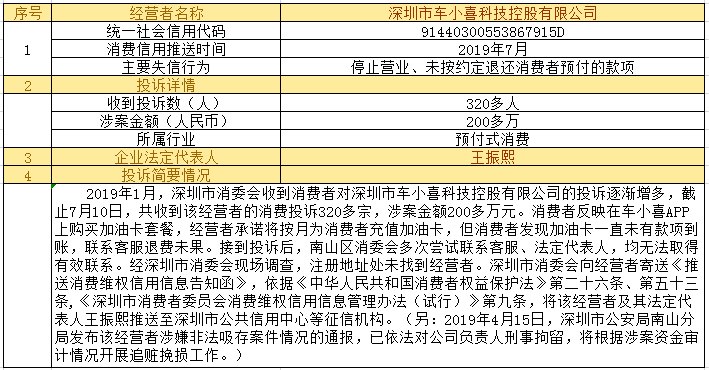 序号 经营者名称 深圳市车小喜科技控股有限公司
统一社会信用代码 91440300553867915D
1 消费信用推送时间 2019年7月
主要失信行为 停止营业、未按约定退还消费者预付的款项
2 投诉详情
收到投诉数（人） 320多人
涉案金额（人民币） 200多万
所属行业 预付式消费
3 企业法定代表人 王振熙
4 投诉简要情况
2019年1月，深圳市消委会收到消费者对深圳市车小喜科技控股有限公司的投诉逐渐增多，截
止7月10日，共收到该经营者的消费投诉320多宗，涉案金额200多万元。消费者反映在车小喜APP
上购买加油卡套餐，经营者承诺将按月为消费者充值加油卡，但消费者发现加油卡一直未有款项到
账，联系客服退费未果。接到投诉后，南山区消委会多次尝试联系客服、法定代表人，均无法取得
有效联系。经深圳市消委会现场调查，注册地址处未找到经营者。深圳市消委会向经营者寄送《推
送消费维权信用信息告知函》，依据《中华人民共和国消费者权益保护法》第二十六条、第五十三
条，《深圳市消费者委员会消费维权信用信息管理办法（试行）》第九条，将该经营者及其法定代
表人王振熙推送至深圳市公共信用中心等征信机构。（另：2019年4月15日，深圳市公安局南山分
局发布该经营者涉嫌非法吸存案件情况的通报，已依法对公司负责人刑事拘留，将根据涉案资金审
计情况开展追赃挽损工作。）